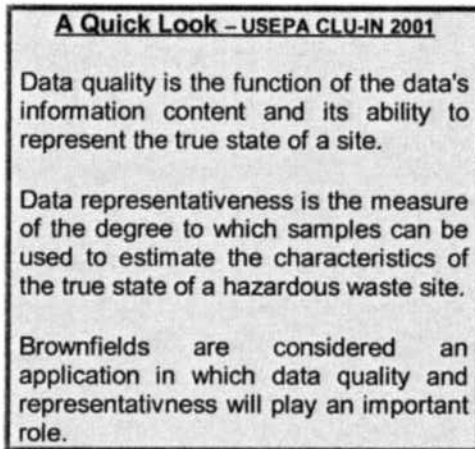 A Quick Look – USEPA CLU-IN 2001
Data quality is the function of the data's
information content and its ability to
represent the true state of a site.
Data representativeness is the measure
of the degree to which samples can be
used to estimate the characteristics of
the true state of a hazardous waste site.
Brownfields are considered an
application in which data quality and
representativness will play an important
role.